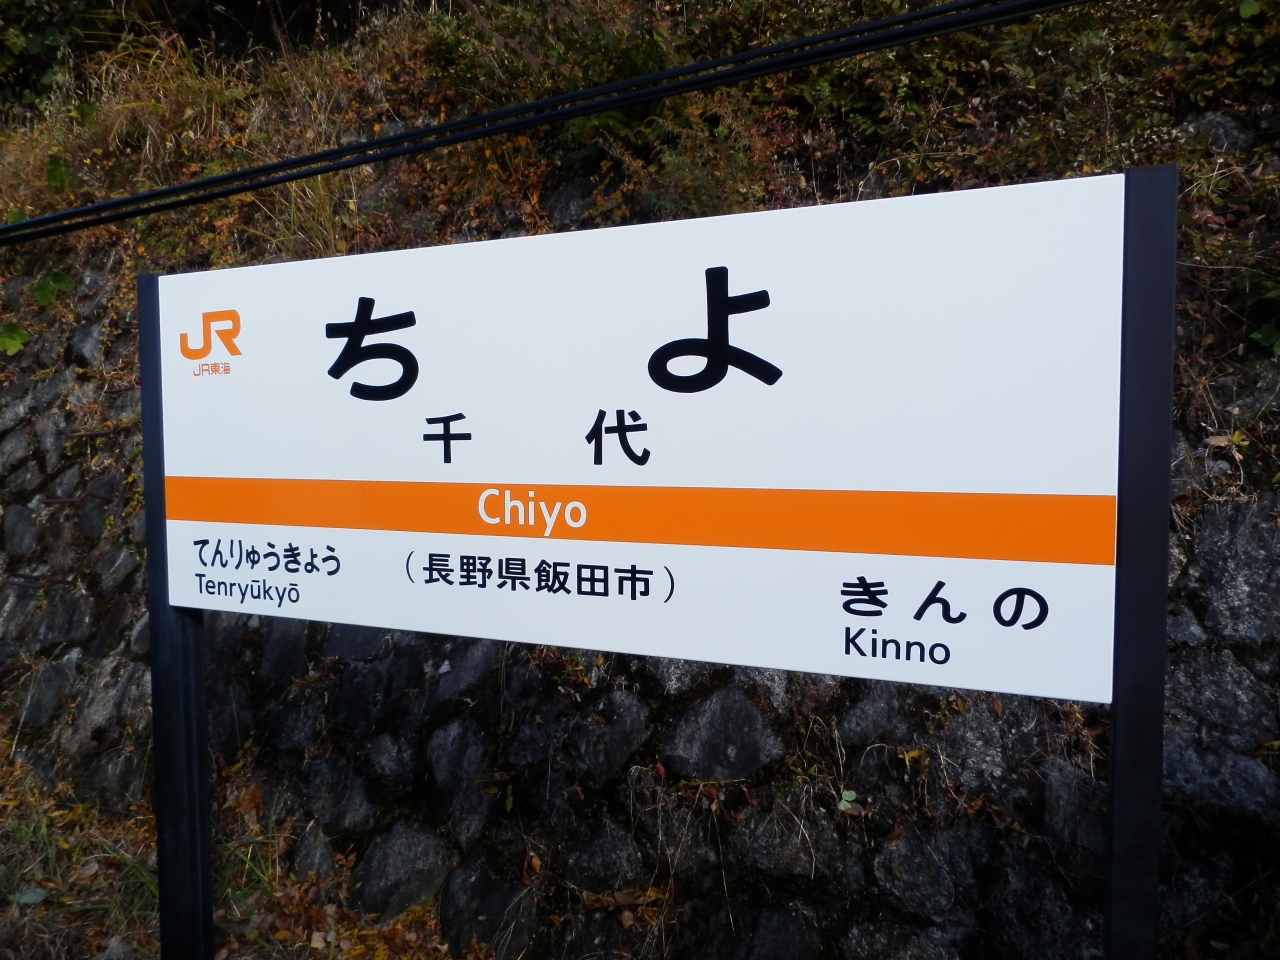 JR
JR東海
ちよ
千代
Chiyo
てんりゅうきょう
Tenryūkyō
（長野県飯田市）
きんの
Kinno